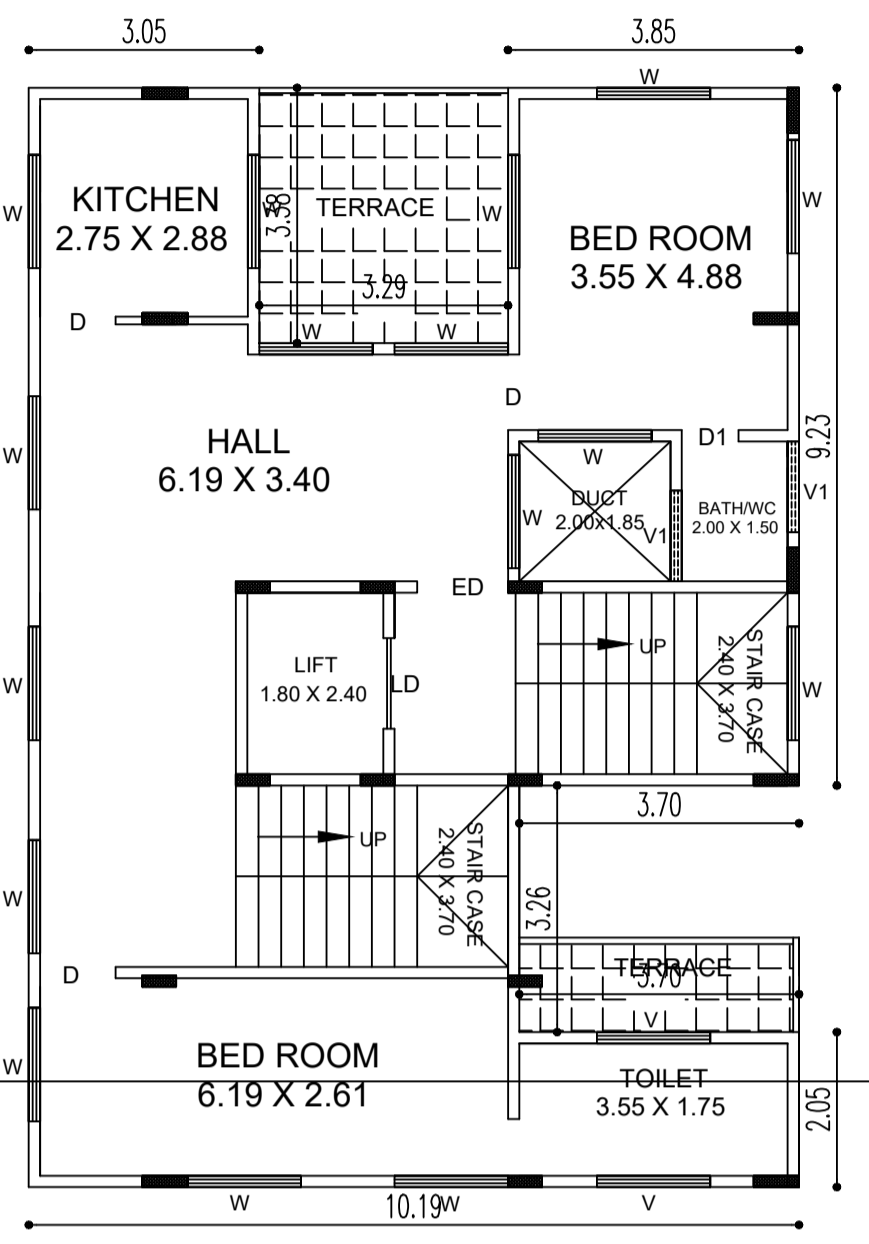 3.05
3.85
W
KITCHEN
2.75 X 2.88
W
W
3.38
TERRACE
W
BED ROOM
3.55 X 4.88
W
3.29
D
W
W
D
HALL
6.19 X 3.40
W
9.23
D1
W
DUCT
2.00x1.85
W
V1
BATH/WC
2.00 X 1.50
V1
ED
LIFT
1.80 X 2.40
LD
UP
STAIR CASE
2.40 X 3.70
W
W
3.70
UP
STAIR CASE
2.40 X 3.70
W
3.26
D
TERRACE
3.70
V
BED ROOM
6.19 X 2.61
W
TOILET
3.55 X 1.75
2.05
W
10.19
W
V